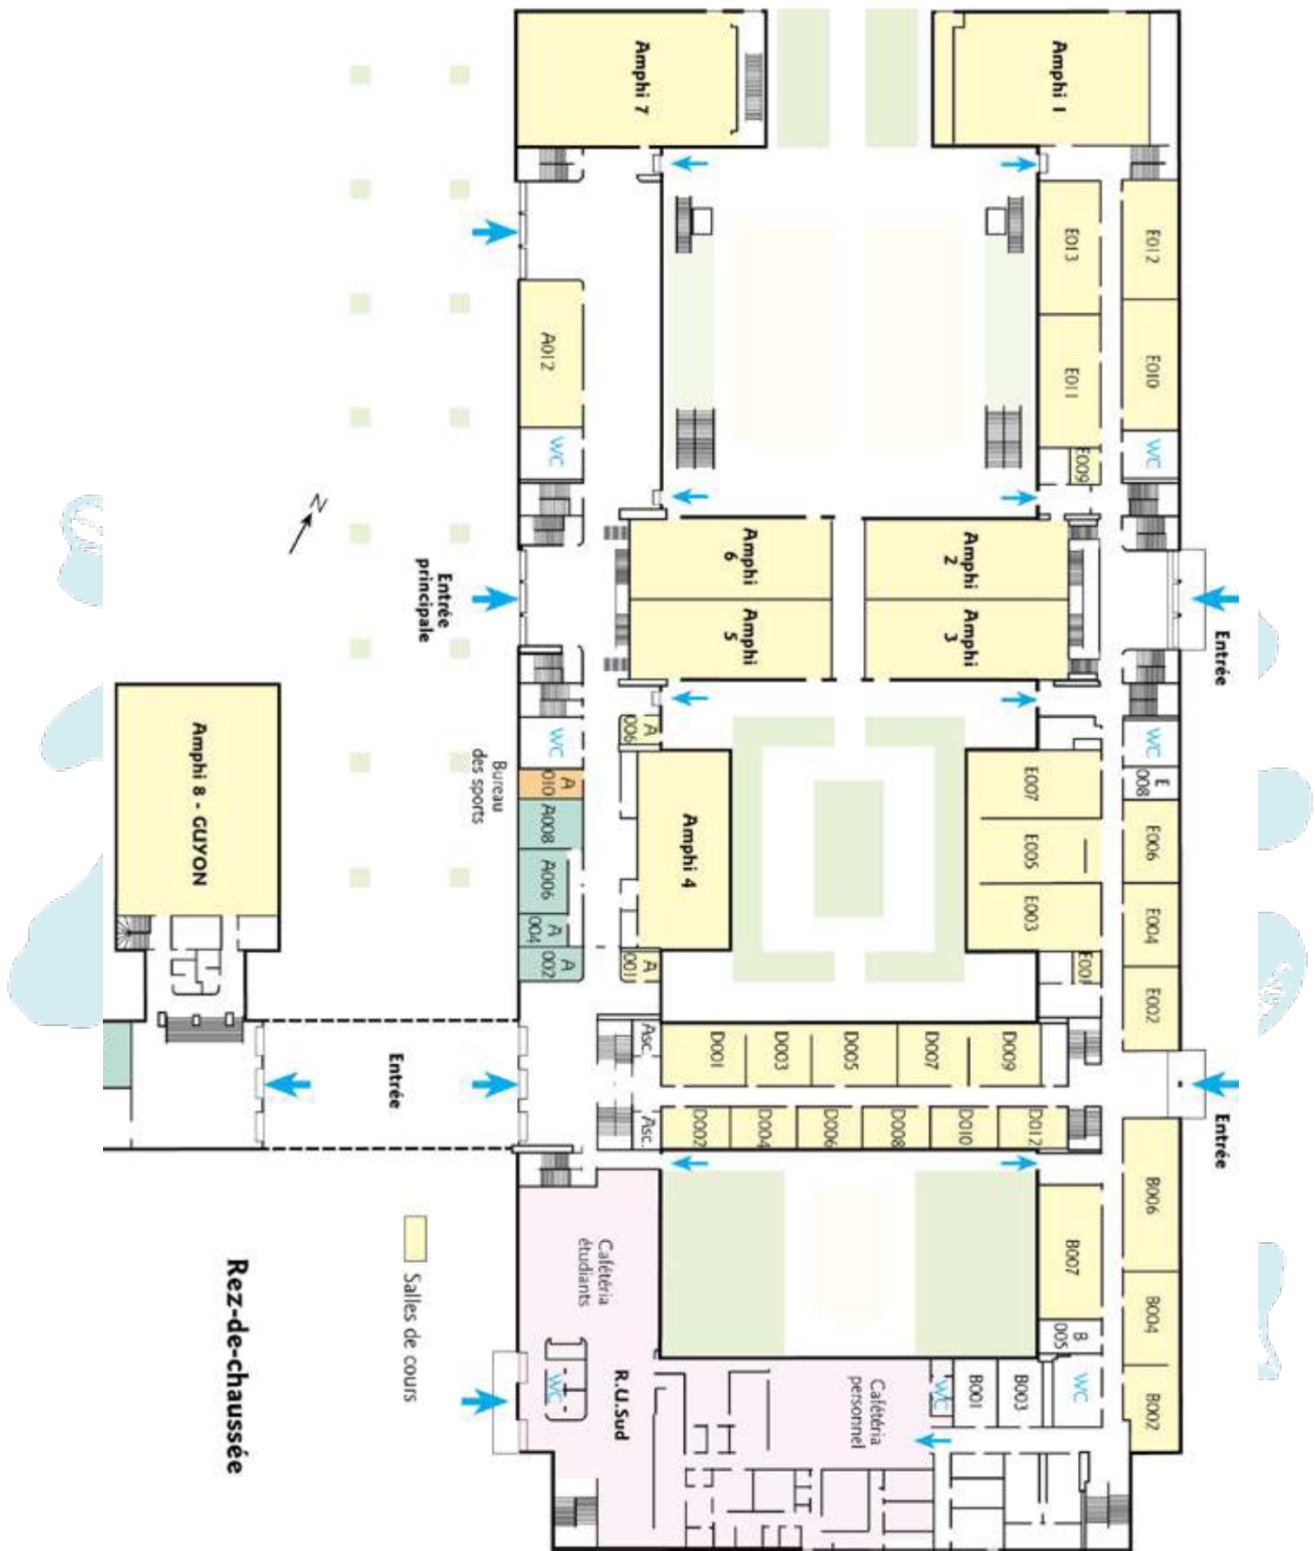 Entrée
Entrée
E012
E010
WC
WC
E
008
E006
E004
E002
B006
B004
B002
Amphi 1
E013
E011
E009
E007
E005
E003
E001
B007
B
005
WC
B003
B001
WC
Amphi
2
Amphi
3
D009
D007
D005
D003
D001
D012
D010
D008
D006
D004
D002
Cafétéria
personnel
Amphi
6
Amphi
5
Amphi 4
Amphi 7
A
006
A
001
Asc.
Asc.
R.U.Sud
Cafétéria
étudiants
WC
A012
WC
WC
A
010
A008
A006
A
004
A
002
Bureau
des sports
Entrée
principale
Entrée
Salles de cours
N
Rez-de-chaussée
Amphi 8 - GUYON